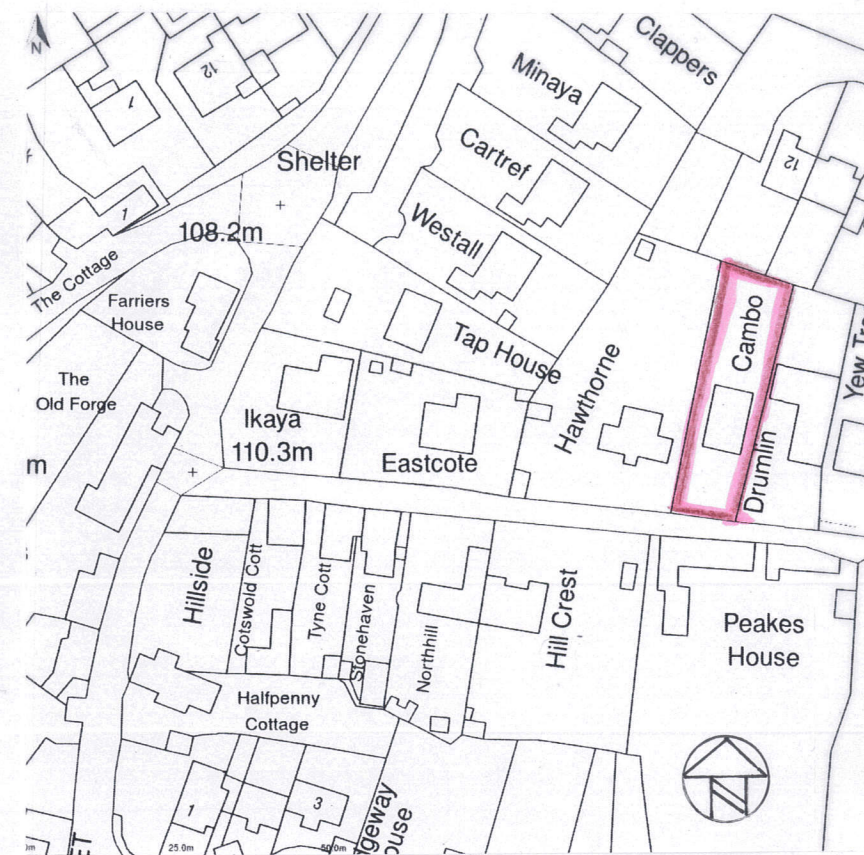 N
Clappers
Minaya
12
1
Cartref
Shelter
12
1
Westall
108.2m
The Cottage
Farriers
House
Cambo
Tap House
Hawthorne
The
Old Forge
Ikaya
110.3m
Eastcote
Drumlin
m
Hillside
Cotswold Cott
Tyne Cott
Stonehaven
Northhill
Hill Crest
Peakes
House
Halfpenny
Cottage
1
3
25.0m
50.0m